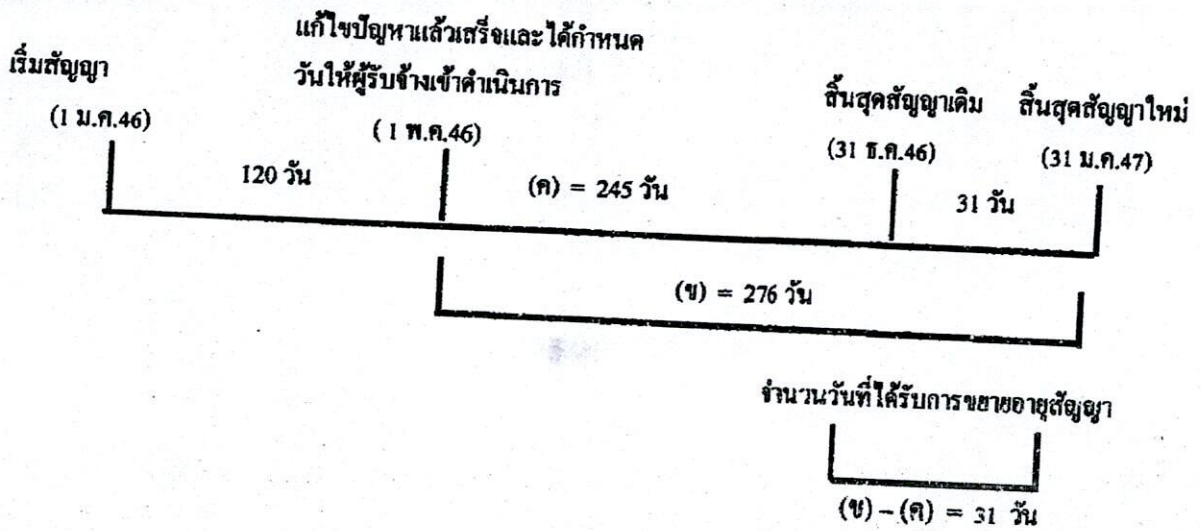 แก้ไขปัญหาแล้วเสร็จและได้กำหนด
วันให้ผู้รับจ้างเข้าดำเนินการ
(1 พ.ค.46)
เริ่มสัญญา
(1 ม.ค.46)
สิ้นสุดสัญญาเดิม
(31 ธ.ค.46)
สิ้นสุดสัญญาใหม่
(31 ม.ค.47)
120 วัน
(ค) = 245 วัน
31 วัน
(ข) = 276 วัน
จำนวนวันที่ได้รับการขยายอายุสัญญา
(ข) – (ค) = 31 วัน